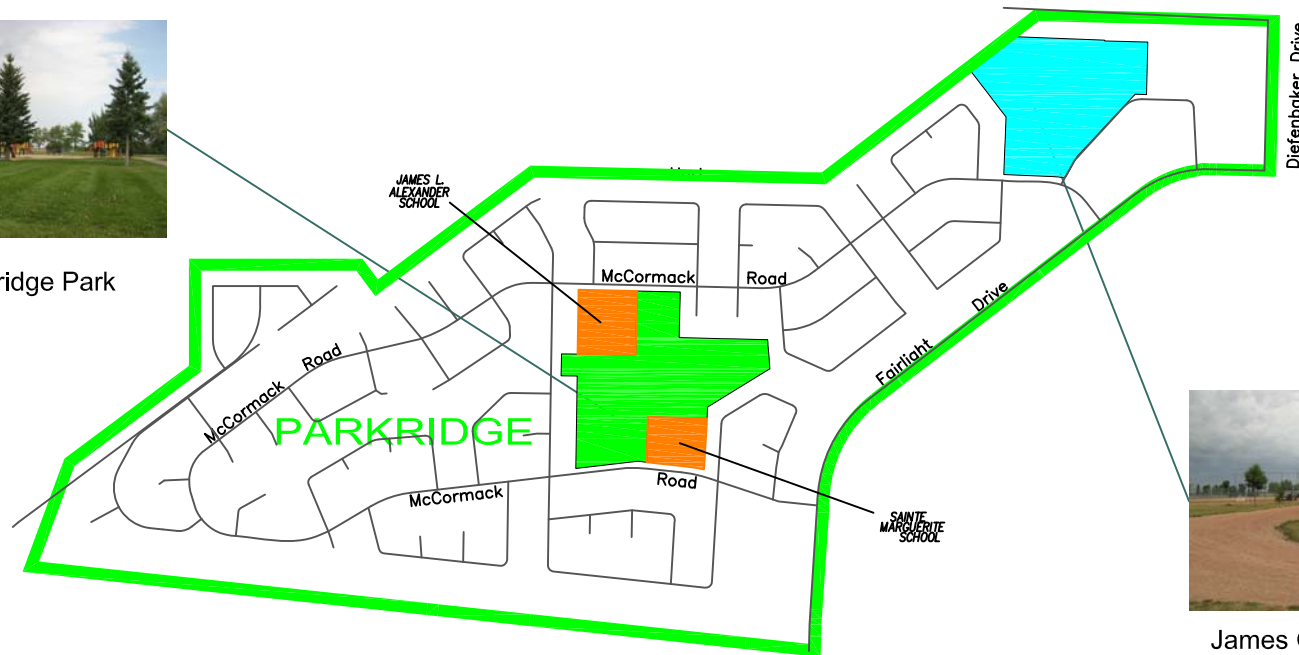 Diefenbaker Drive
JAMES L.
ALEXANDER
SCHOOL
ridge Park
McCormack Road
Drive
Fairlight
McCormack Road
PARKRIDGE
McCormack Road
SAINTE
MARGUERITE
SCHOOL
James